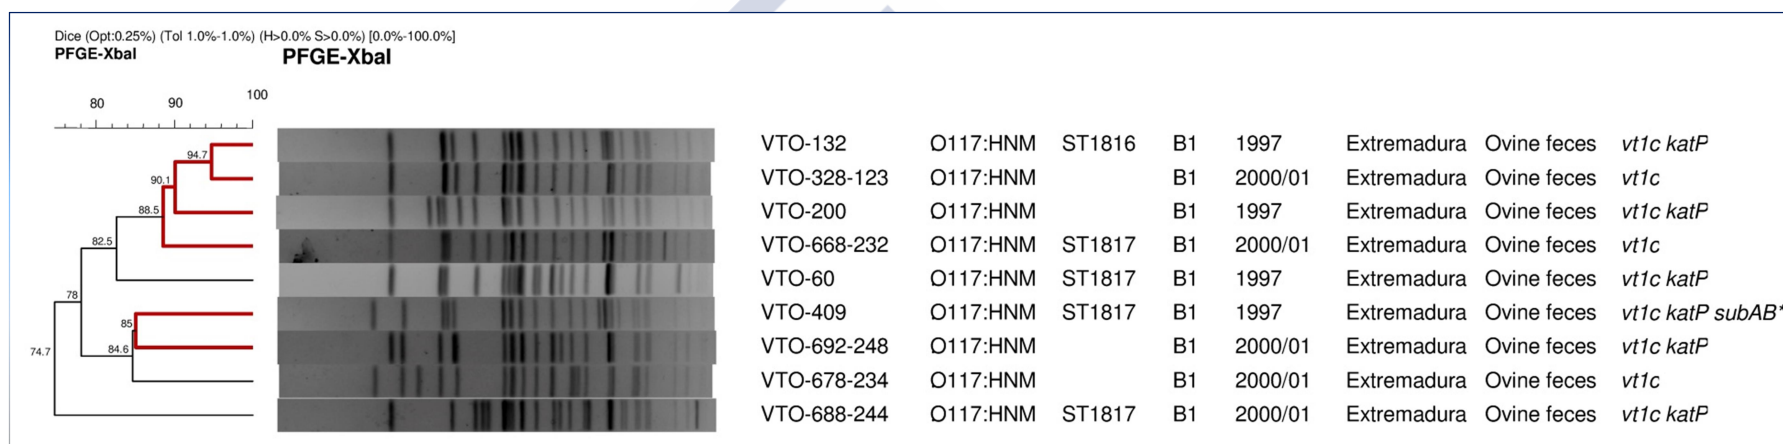 Dice (Opt:0.25%) (Tol 1.0%-1.0%) (H>0.0% S>0.0%) [0.0%-100.0%]
PFGE-XbaI PFGE-XbaI
80 90 100
94.7
90.1
88.5
82.5
78
85
84.6
74.7
VTO-132 O117:HNM ST1816 B1 1997 Extremadura Ovine feces vt1c katP
VTO-328-123 O117:HNM B1 2000/01 Extremadura Ovine feces vt1c
VTO-200 O117:HNM B1 1997 Extremadura Ovine feces vt1c katP
VTO-668-232 O117:HNM ST1817 B1 2000/01 Extremadura Ovine feces vt1c
VTO-60 O117:HNM ST1817 B1 1997 Extremadura Ovine feces vt1c katP
VTO-409 O117:HNM ST1817 B1 1997 Extremadura Ovine feces vt1c katP subAB*
VTO-692-248 O117:HNM B1 2000/01 Extremadura Ovine feces vt1c katP
VTO-678-234 O117:HNM B1 2000/01 Extremadura Ovine feces vt1c
VTO-688-244 O117:HNM ST1817 B1 2000/01 Extremadura Ovine feces vt1c katP